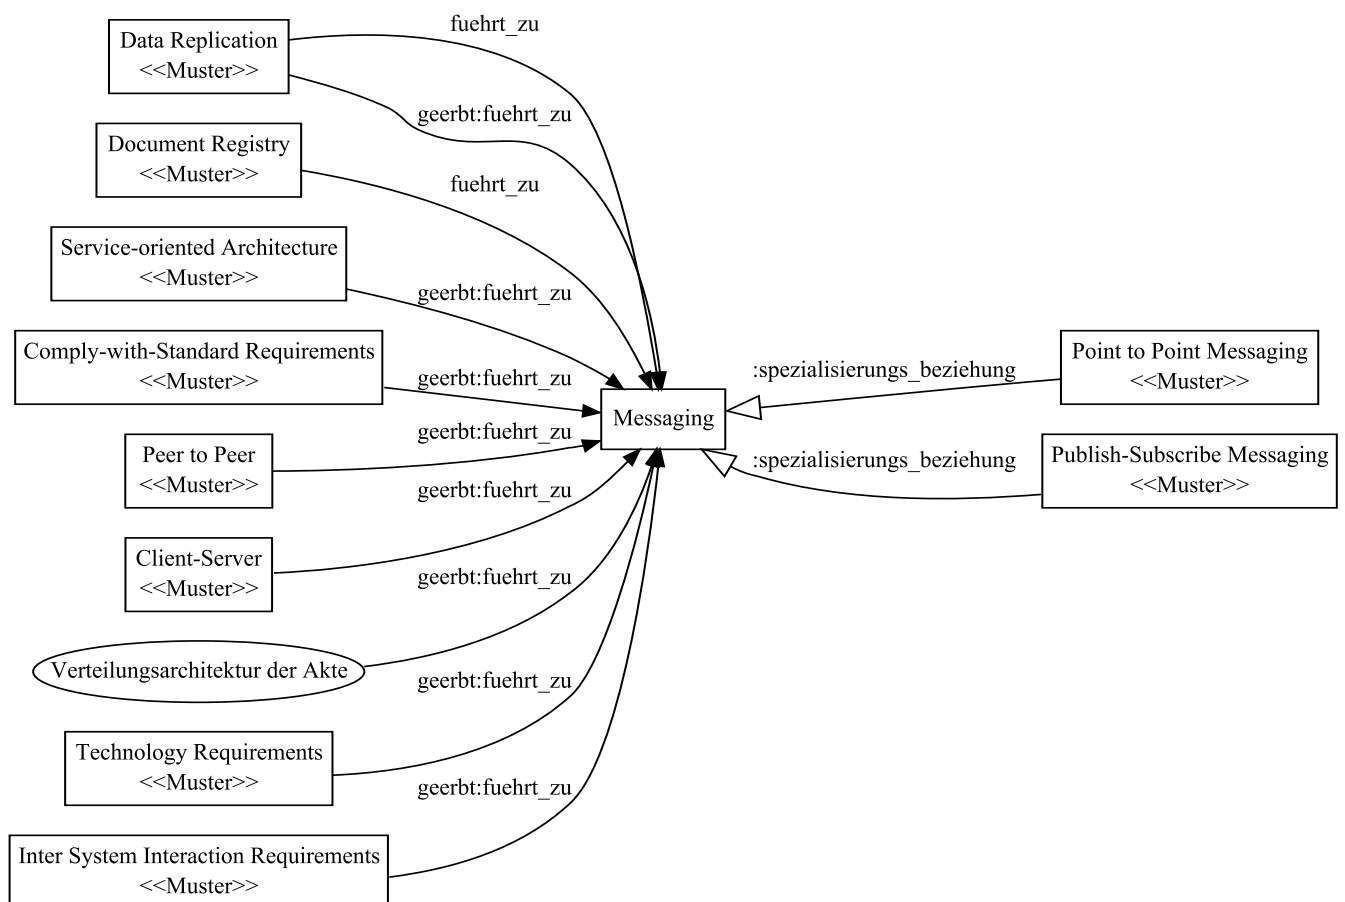 fuehrt_zu
Data Replication
<<Muster>>
geerbt:fuehrt_zu
Document Registry
<<Muster>>
fuehrt_zu
Service-oriented Architecture
<<Muster>>
geerbt:fuehrt_zu
Comply-with-Standard Requirements
<<Muster>>
geerbt:fuehrt_zu
Peer to Peer
<<Muster>>
geerbt:fuehrt_zu
Client-Server
<<Muster>>
geerbt:fuehrt_zu
Verteilungsarchitektur der Akte
geerbt:fuehrt_zu
Technology Requirements
<<Muster>>
geerbt:fuehrt_zu
Inter System Interaction Requirements
<<Muster>>
geerbt:fuehrt_zu
Messaging
:spezialisierungs_beziehung
Point to Point Messaging
<<Muster>>
:spezialisierungs_beziehung
Publish-Subscribe Messaging
<<Muster>>